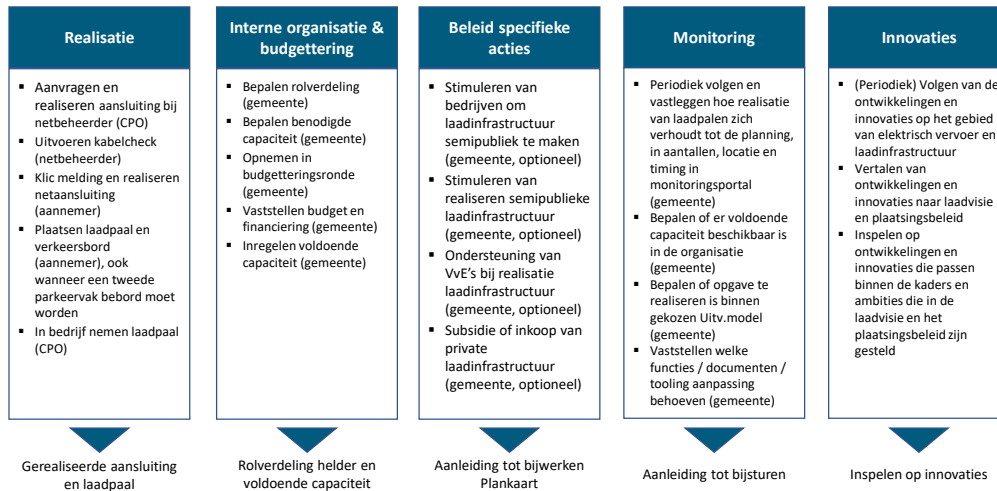 Realisatie
▪ Aanvragen en
realiseren aansluiting bij
netbeheerder (CPO)
▪ Uitvoeren kabelcheck
(netbeheerder)
▪ Klic melding en realiseren
netaansluiting
(aannemer)
▪ Plaatsen laadpaal en
verkeersbord
(aannemer), ook
wanneer een tweede
parkeervak bebord moet
worden
▪ In bedrijf nemen laadpaal
(CPO)
Gerealiseerde aansluiting
en laadpaal
Interne organisatie &
budgettering
▪ Bepalen rolverdeling
(gemeente)
▪ Bepalen benodigde
capaciteit (gemeente)
▪ Opnemen in
budgetteringsronde
(gemeente)
▪ Vaststellen budget en
financiering (gemeente)
▪ Inregelen voldoende
capaciteit (gemeente)
Rolverdeling helder en
voldoende capaciteit
Beleid specifieke
acties
▪ Stimuleren van
bedrijven om
laadinfrastructuur
semipubliek te maken
(gemeente, optioneel)
▪ Stimuleren van
realiseren semipublieke
laadinfrastructuur
(gemeente, optioneel)
▪ Ondersteuning van
VvE's bij realisatie
laadinfrastructuur
(gemeente, optioneel)
▪ Subsidie of inkoop van
private
laadinfrastructuur
(gemeente, optioneel)
Aanleiding tot bijwerken
Plankaart
Monitoring
▪ Periodiek volgen en
vastleggen hoe realisatie
van laadpalen zich
verhoudt tot de planning,
in aantallen, locatie en
timing in
monitoringsportal
(gemeente)
▪ Bepalen of er voldoende
capaciteit beschikbaar is
in de organisatie
(gemeente)
▪ Bepalen of opgave te
realiseren is binnen
gekozen Uitv.model
(gemeente)
▪ Vaststellen welke
functies / documenten /
tooling aanpassing
behoeven (gemeente)
Aanleiding tot bijsturen
Innovaties
▪ (Periodiek) Volgen van de
ontwikkelingen en
innovaties op het gebied
van elektrisch vervoer en
laadinfrastructuur
▪ Vertalen van
ontwikkelingen en
innovaties naar laadvisie
en plaatsingsbeleid
▪ Inspelen op
ontwikkelingen en
innovaties die passen
binnen de kaders en
ambities die in de
laadvisie en het
plaatsingsbeleid zijn
gesteld
Inspelen op innovaties